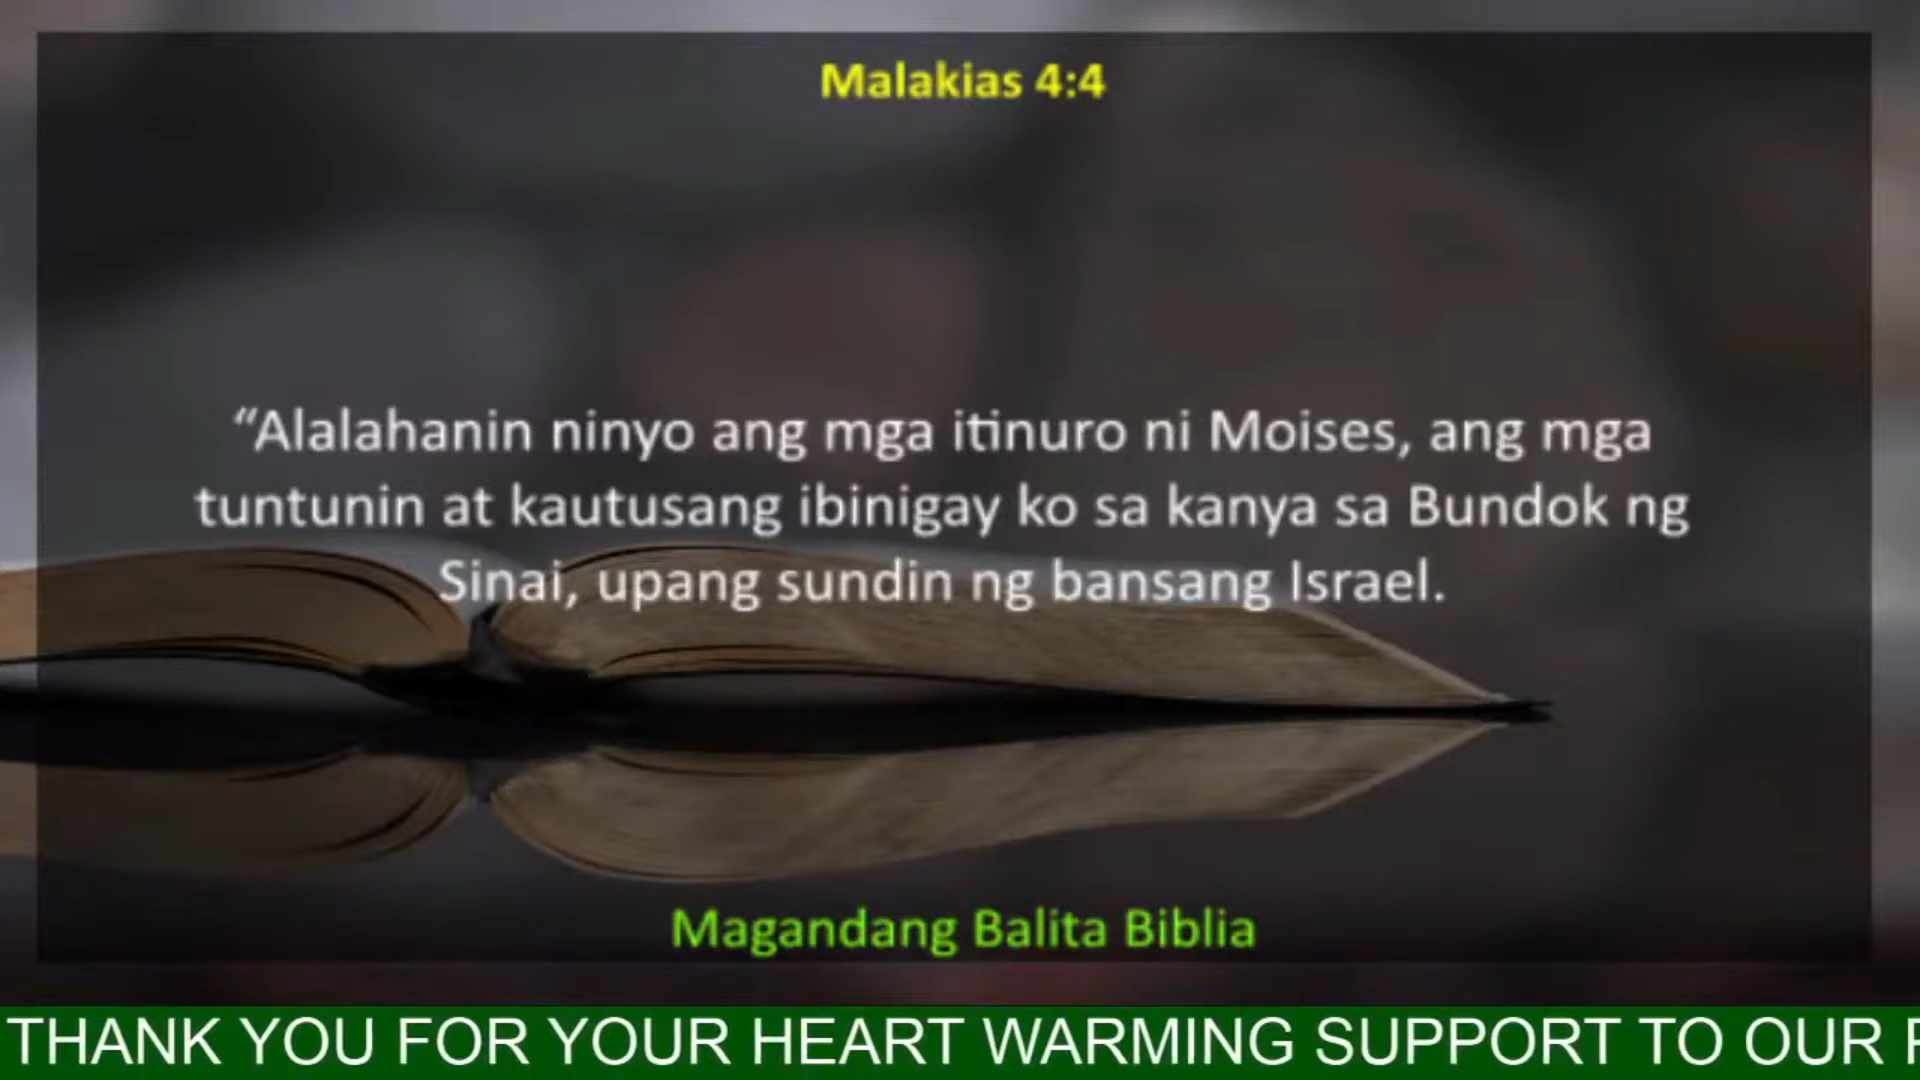 Malakias 4:4
“Alalahanin ninyo ang mga itinuro ni Moises, ang mga
tuntunin at kautusang ibinigay ko sa kanya sa Bundok ng
Sinai, upang sundin ng bansang Israel.
Magandang Balita Biblia
THANK YOU FOR YOUR HEART WARMING SUPPORT TO OUR